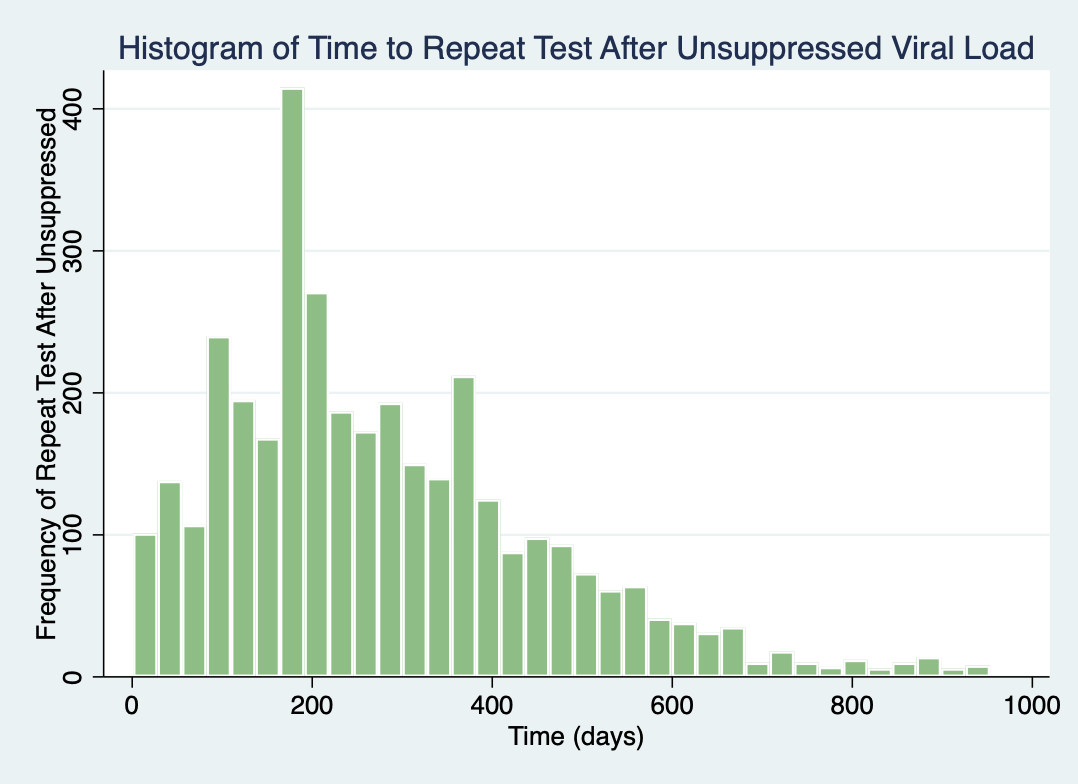 Histogram of Time to Repeat Test After Unsuppressed Viral Load
Frequency of Repeat Test After Unsuppressed
400
300
200
100
0
0 200 400 600 800 1000
Time (days)